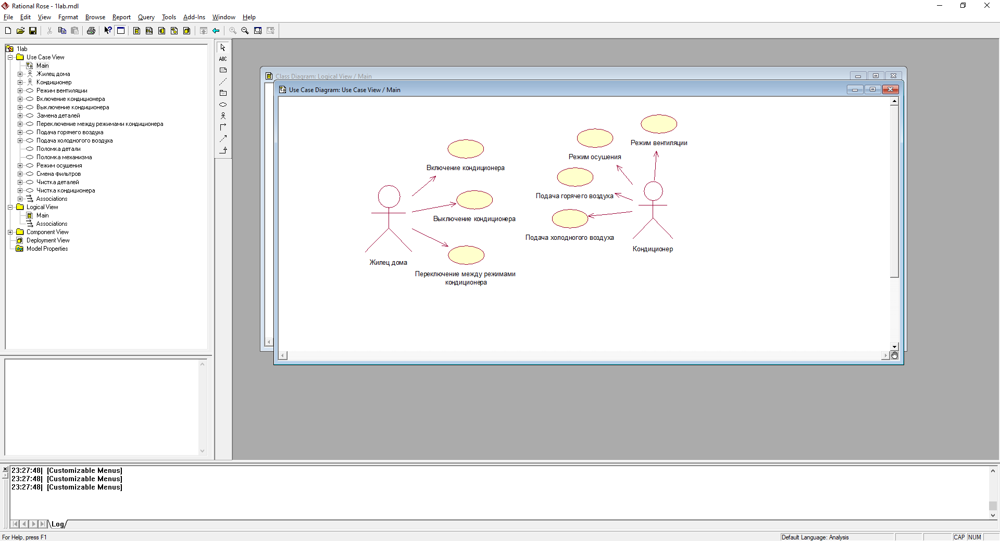 Rational Rose - 1lab.mdl
File Edit View Format Browse Report Query Tools Add-Ins Window Help
1lab
Use Case View
Main
Жилец дома
Кондиционер
Режим вентиляции
Включение кондиционера
Выключение кондиционера
Замена деталей
Переключение между режимами кондиционера
Подача горячего воздуха
Подача холодногого воздуха
Поломка детали
Поломка механизма
Режим осушения
Смена фильтров
Чистка деталей
Чистка кондиционера
Associations
Logical View
Main
Associations
Component View
Deployment View
Model Properties
ABC
Class Diagram: Logical View / Main
Use Case Diagram: Use Case View / Main
Режим вентиляции
Режим осушения
Включение кондиционера
Подача горячего воздуха
Выключение кондиционера
Подача холодногого воздуха
Кондиционер
Жилец дома
Переключение между режимами
кондиционера
23:27:48| [Customizable Menus]
23:27:48| [Customizable Menus]
23:27:48| [Customizable Menus]
Log
For Help, press F1
Default Language: Analysis
CAP NUM